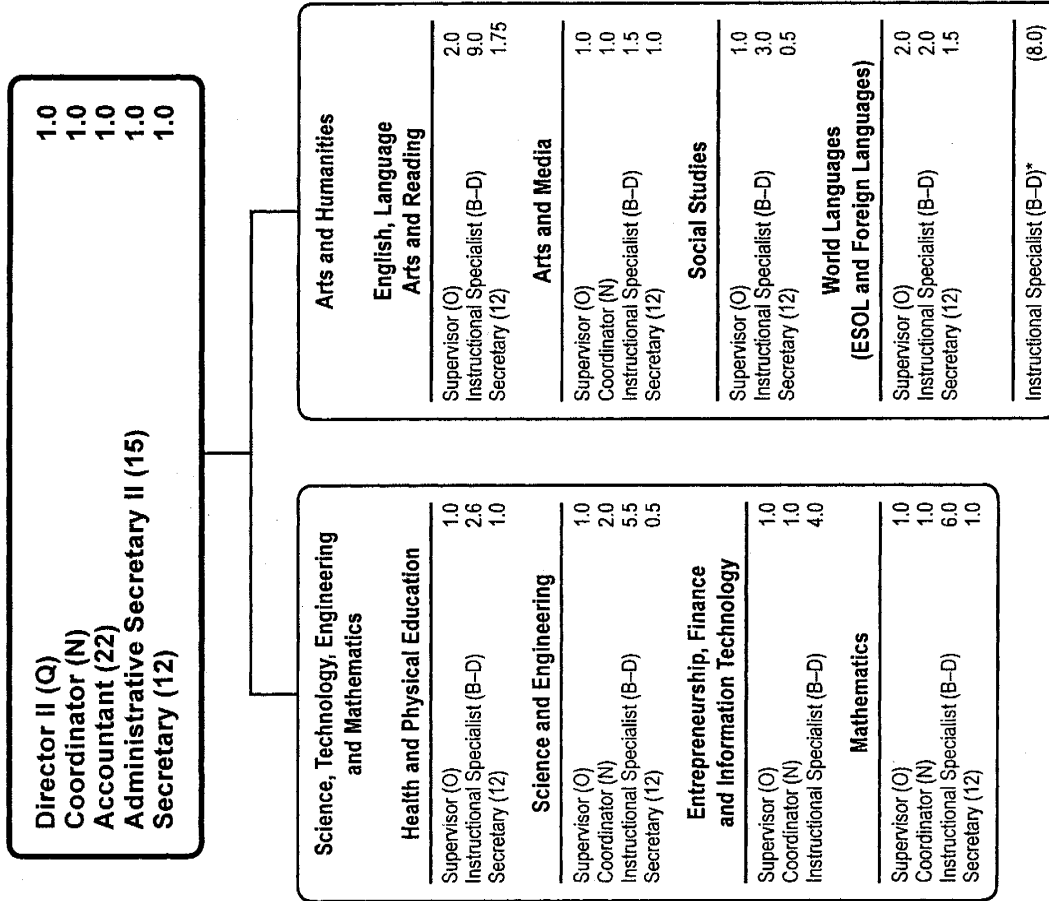 Director II (Q) 1.0
Coordinator (N) 1.0
Accountant (22) 1.0
Administrative Secretary II (15) 1.0
Secretary (12) 1.0
Science, Technology, Engineering
and Mathematics
Health and Physical Education
Supervisor (O) 1.0
Instructional Specialist (B–D) 2.6
Secretary (12) 1.0
Science and Engineering
Supervisor (O) 1.0
Coordinator (N) 2.0
Instructional Specialist (B–D) 5.5
Secretary (12) 0.5
Entrepreneurship, Finance
and Information Technology
Supervisor (O) 1.0
Coordinator (N) 1.0
Instructional Specialist (B–D) 4.0
Mathematics
Supervisor (O) 1.0
Coordinator (N) 1.0
Instructional Specialist (B–D) 6.0
Secretary (12) 1.0
Arts and Humanities
English, Language
Arts and Reading
Supervisor (O) 2.0
Instructional Specialist (B–D) 9.0
Secretary (12) 1.75
Arts and Media
Supervisor (O) 1.0
Coordinator (N) 1.0
Instructional Specialist (B–D) 1.5
Secretary (12) 1.0
Social Studies
Supervisor (O) 1.0
Instructional Specialist (B–D) 3.0
Secretary (12) 0.5
World Languages
(ESOL and Foreign Languages)
Supervisor (O) 2.0
Instructional Specialist (B–D) 2.0
Secretary (12) 1.5
Instructional Specialist (B–D)* (8.0)